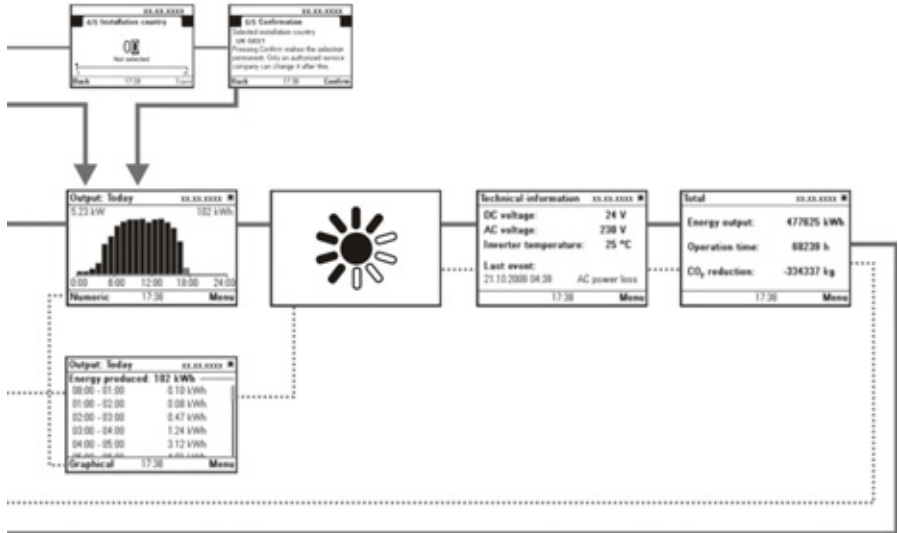 xx.xx.xxxx
4/5 Installation country
Not selected
Back 17:38
xx.xx.xxxx
5/5 Confirmation
Selected installation country
Pressing Confirm makes the selection
permanent. Only an authorized service
company can change it after this.
Back 17:38 Confirm
Output: Today xx.xx.xxxx
5.23 kW 102 kWh
0:00 6:00 12:00 18:00 24:00
Numeric 17:38 Menu
Technical information xx.xx.xxxx
DC voltage: 24 V
AC voltage: 230 V
Inverter temperature: 25 °C
Last event:
21.10.2009 04:39 AC power loss
17:38 Menu
Total xx.xx.xxxx
Energy output: 477625 kWh
Operation time: 68239 h
CO₂ reduction: -334337 kg
17:38 Menu
Output: Today xx.xx.xxxx
Energy produced: 102 kWh
00:00 - 01:00 0.10 kWh
01:00 - 02:00 0.08 kWh
02:00 - 03:00 0.47 kWh
03:00 - 04:00 1.24 kWh
04:00 - 05:00 3.12 kWh
Graphical 17:38 Menu